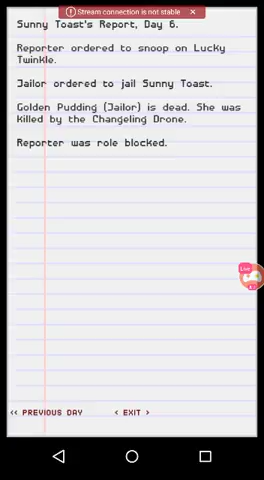 Stream connection is not stable ×
Sunny Toast's Report, Day 6.
Reporter ordered to snoop on Lucky
Twinkle.
Jailor ordered to jail Sunny Toast.
Golden Pudding (Jailor) is dead. She was
killed by the Changeling Drone.
Reporter was role blocked.
Live
<< PREVIOUS DAY < EXIT >